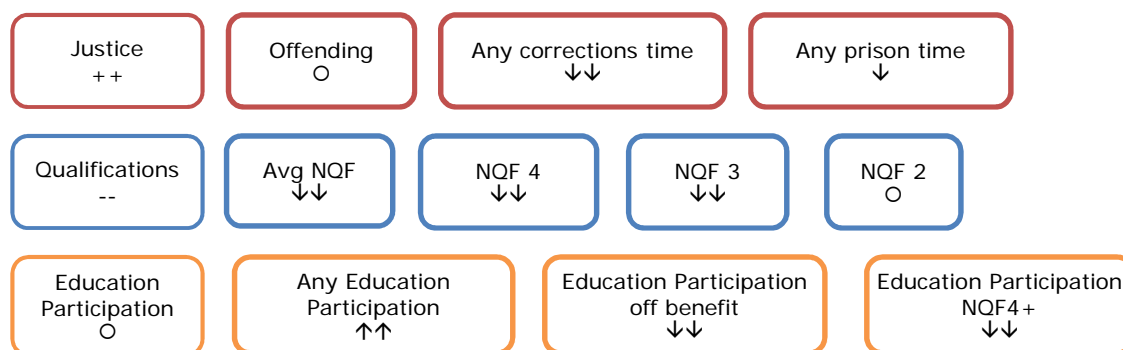 Justice
++
Offending
○
Any corrections time
↓↓
Any prison time
↓
Qualifications
--
Avg NQF
↓↓
NQF 4
↓↓
NQF 3
↓↓
NQF 2
○
Education
Participation
○
Any Education
Participation
↑↑
Education Participation
off benefit
↓↓
Education Participation
NQF4+
↓↓